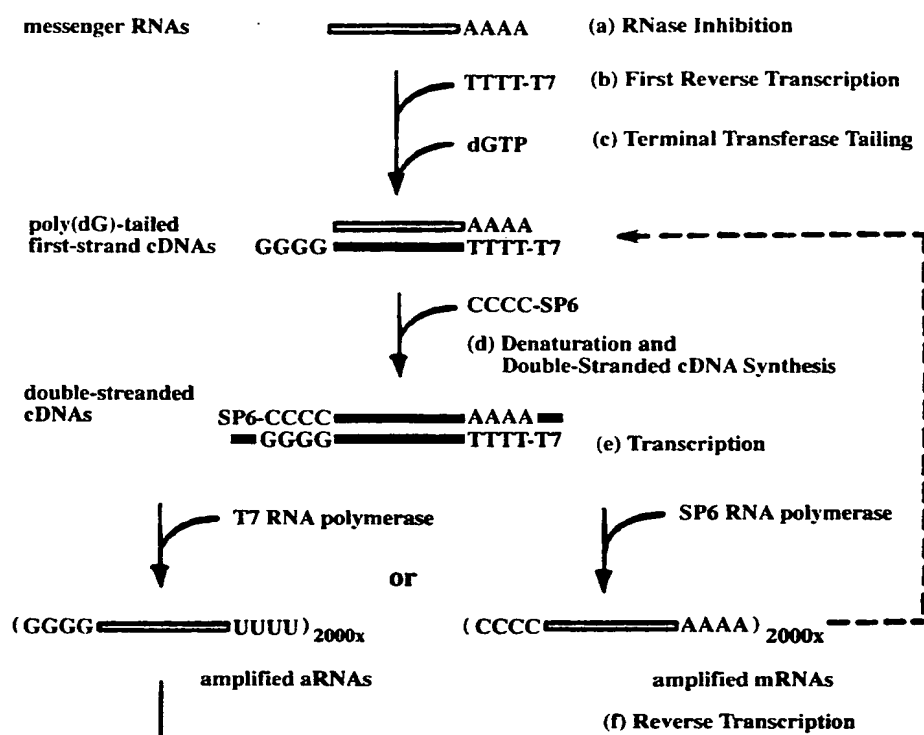 messenger RNAs AAAA (a) RNase Inhibition
TTTT-T7 (b) First Reverse Transcription
dGTP (c) Terminal Transferase Tailing
poly(dG)-tailed
first-strand cDNAs
AAAA
GGGG TTTT-T7
CCCC-SP6
(d) Denaturation and
Double-Stranded cDNA Synthesis
double-streanded
cDNAs
SP6-CCCC AAAA
GGGG TTTT-T7
(e) Transcription
T7 RNA polymerase SP6 RNA polymerase
or
(GGGG UUUU)2000x (CCCC AAAA)2000x
amplified aRNAs amplified mRNAs
(f) Reverse Transcription